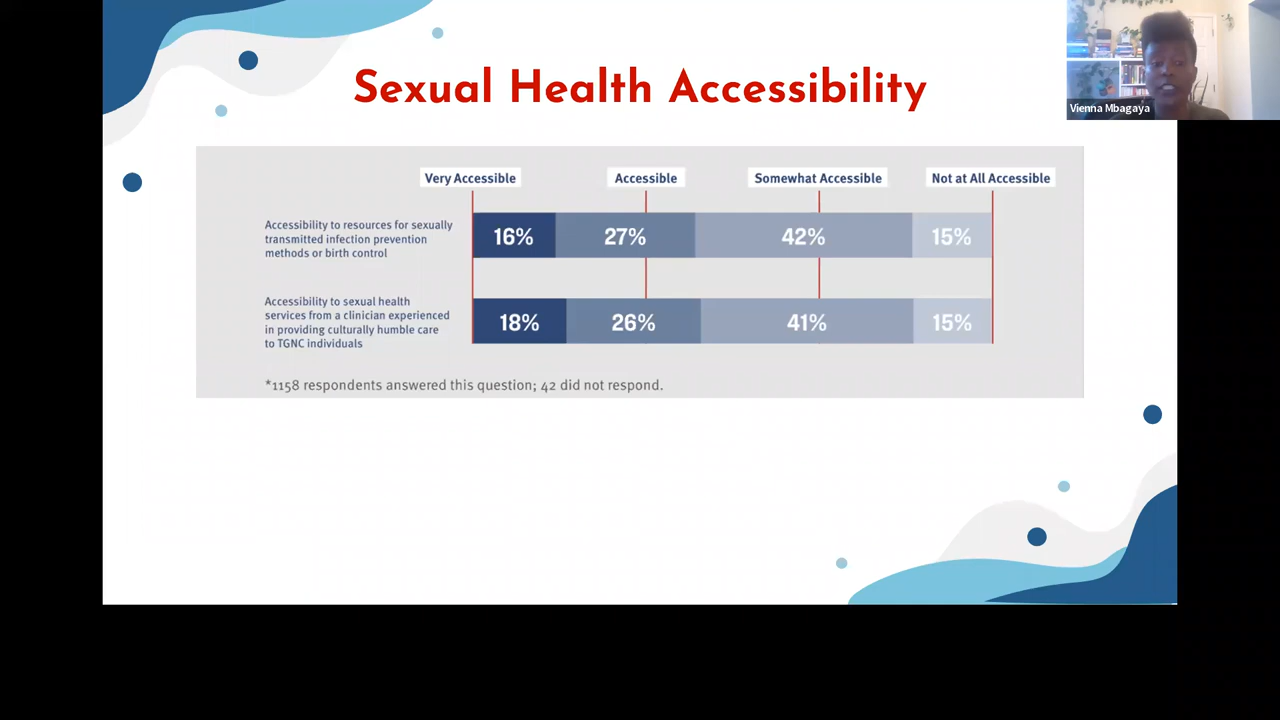 Sexual Health Accessibility
Vienna Mbagaya
Very Accessible
Accessible
Somewhat Accessible
Not at All Accessible
Accessibility to resources for sexually
transmitted infection prevention
methods or birth control
16%
27%
42%
15%
Accessibility to sexual health
services from a clinician experienced
in providing culturally humble care
to TGNC individuals
18%
26%
41%
15%
*1158 respondents answered this question; 42 did not respond.